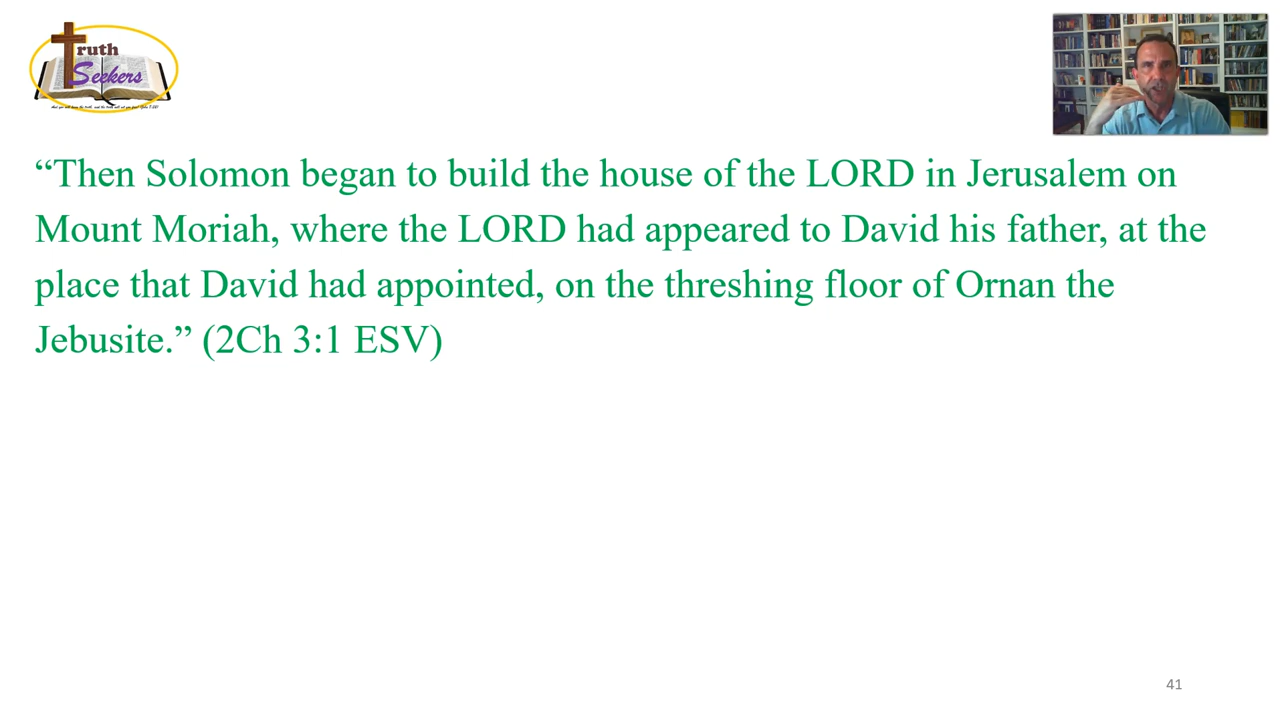 Truth
Seekers
“Then Solomon began to build the house of the LORD in Jerusalem on
Mount Moriah, where the LORD had appeared to David his father, at the
place that David had appointed, on the threshing floor of Ornan the
Jebusite.” (2Ch 3:1 ESV)
41